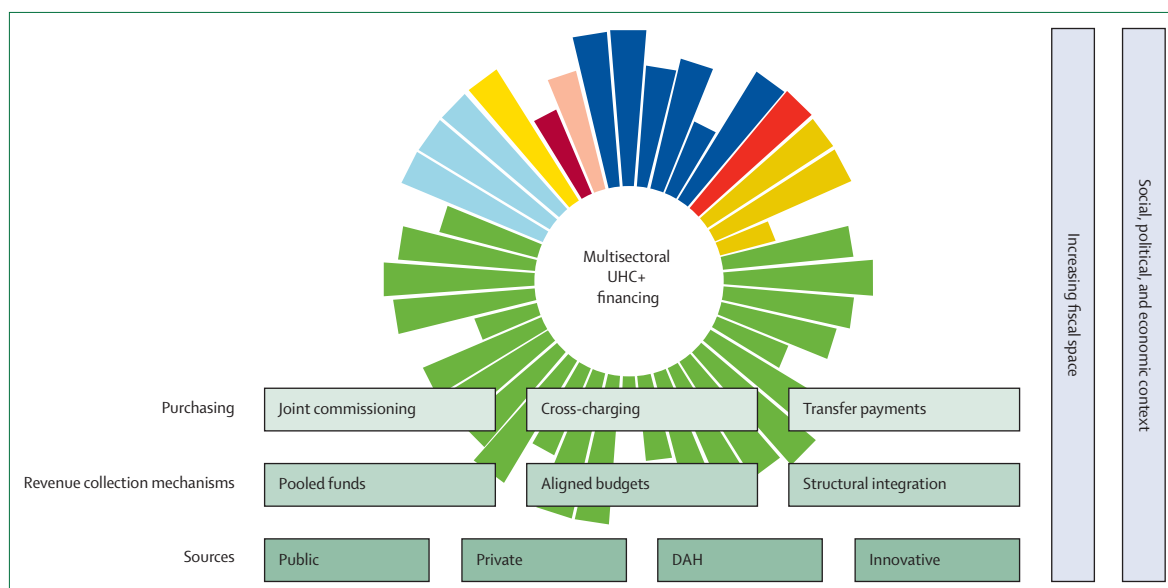 Multisectoral
UHC+
financing
Purchasing
Joint commissioning
Cross-charging
Transfer payments
Revenue collection mechanisms
Pooled funds
Aligned budgets
Structural integration
Sources
Public
Private
DAH
Innovative
Increasing fiscal space
Social, political, and economic context